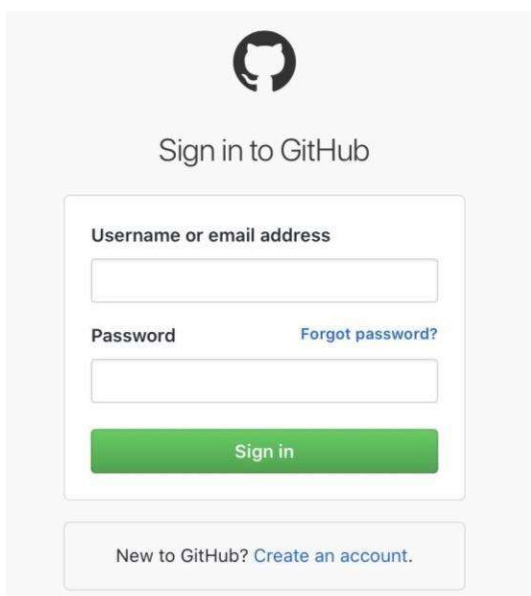 Sign in to GitHub
Username or email address
Password Forgot password?
Sign in
New to GitHub? Create an account.